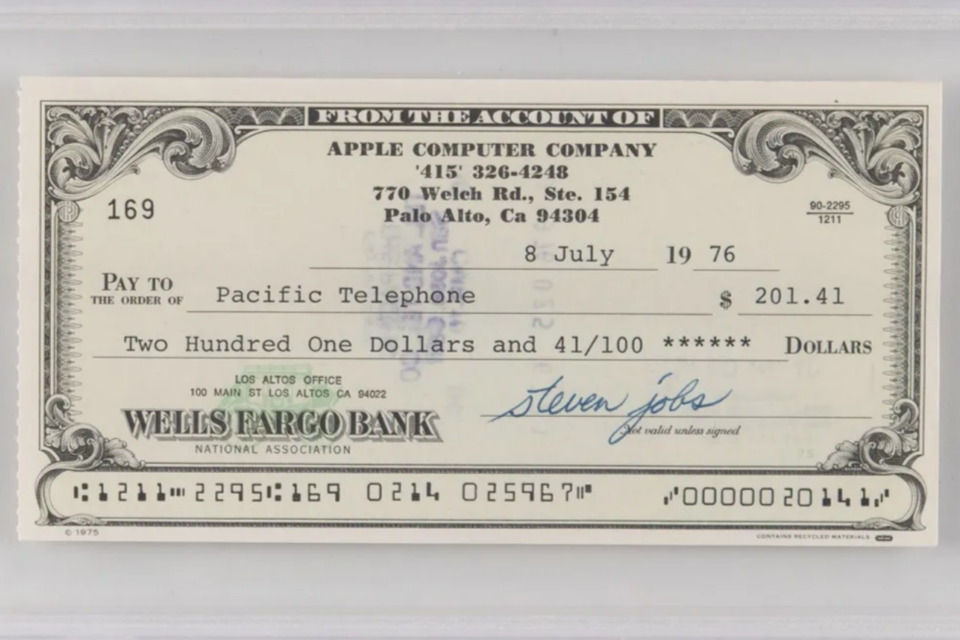 FROM THE ACCOUNT OF
APPLE COMPUTER COMPANY
'415' 326-4248
770 Welch Rd., Ste. 154
Palo Alto, Ca 94304
169
90-2295
1211
8 July 19 76
PAY TO
THE ORDER OF Pacific Telephone $ 201.41
Two Hundred One Dollars and 41/100 ****** DOLLARS
LOS ALTOS OFFICE
100 MAIN ST LOS ALTOS CA 94022
WELLS FARGO BANK
NATIONAL ASSOCIATION
steven jobs
Not valid unless signed
⑆1211⑉2295⑆169 0214 025967⑈ ⑇0000020141⑇
© 1975
CONTAINS RECYCLED MATERIALS